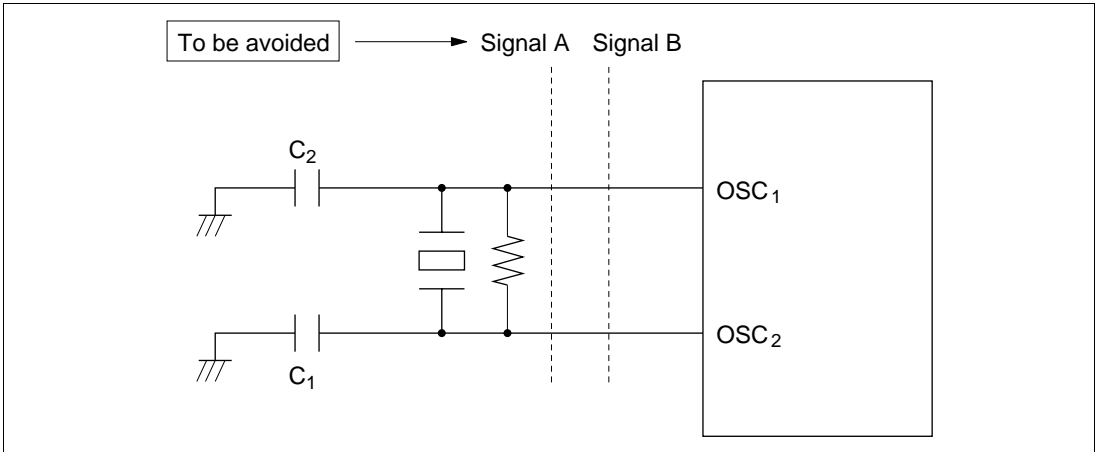 To be avoided
Signal A
Signal B
C2
OSC1
OSC2
C1